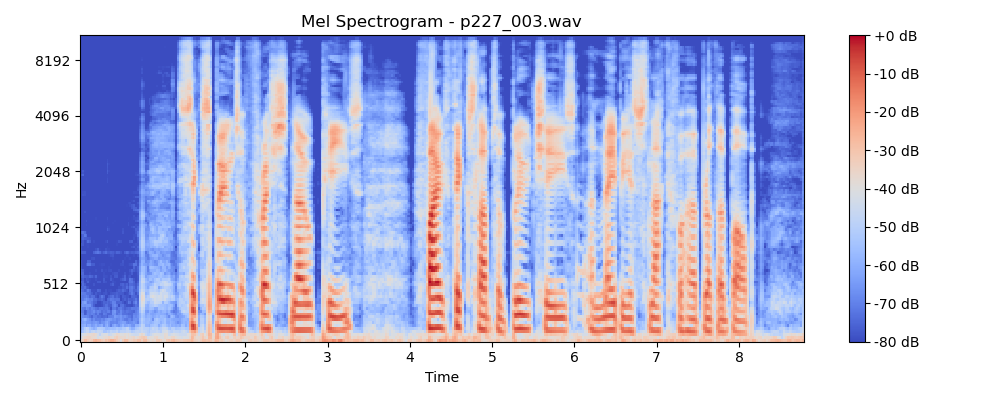 Mel Spectrogram - p227_003.wav
8192
4096
2048
1024
512
0
Hz
0 1 2 3 4 5 6 7 8
Time
+0 dB
-10 dB
-20 dB
-30 dB
-40 dB
-50 dB
-60 dB
-70 dB
-80 dB